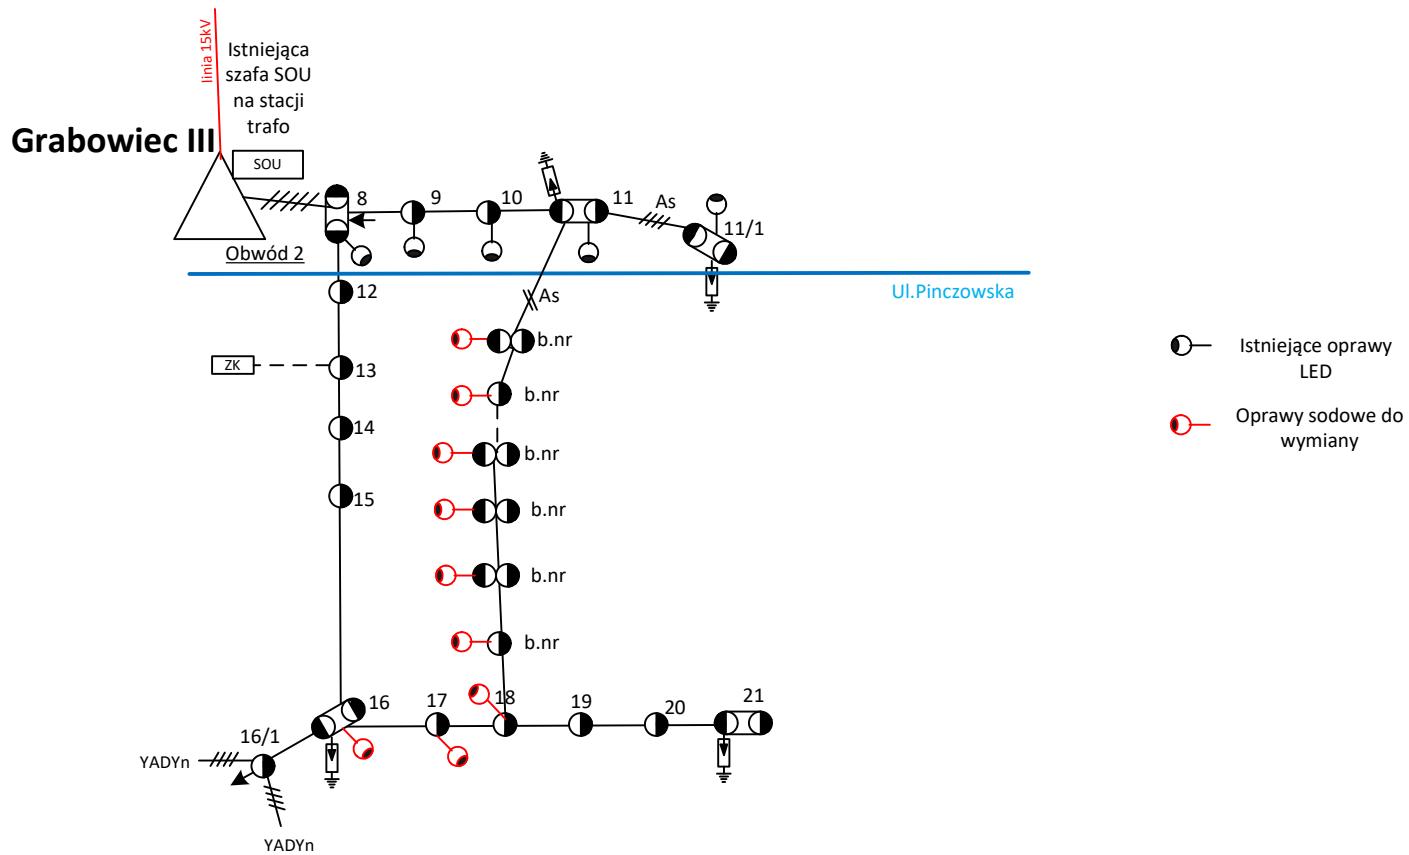 linia 15kV
Istniejąca
szafa SOU
na stacji
trafo
Grabowiec III
SOU
8
9
10
11
As
11/1
Obwód 2
Ul.Pinczowska
12
As
b.nr
ZK
13
b.nr
14
b.nr
15
b.nr
b.nr
b.nr
16
17
18
19
20
21
16/1
YADYn
YADYn
Istniejące oprawy
LED
Oprawy sodowe do
wymiany